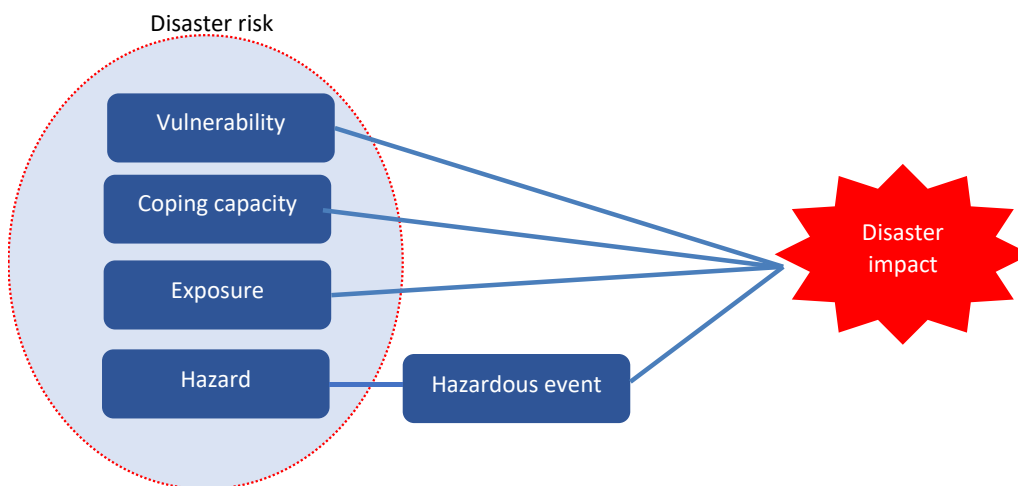 Disaster risk
Vulnerability
Coping capacity
Exposure
Hazard
Hazardous event
Disaster
impact